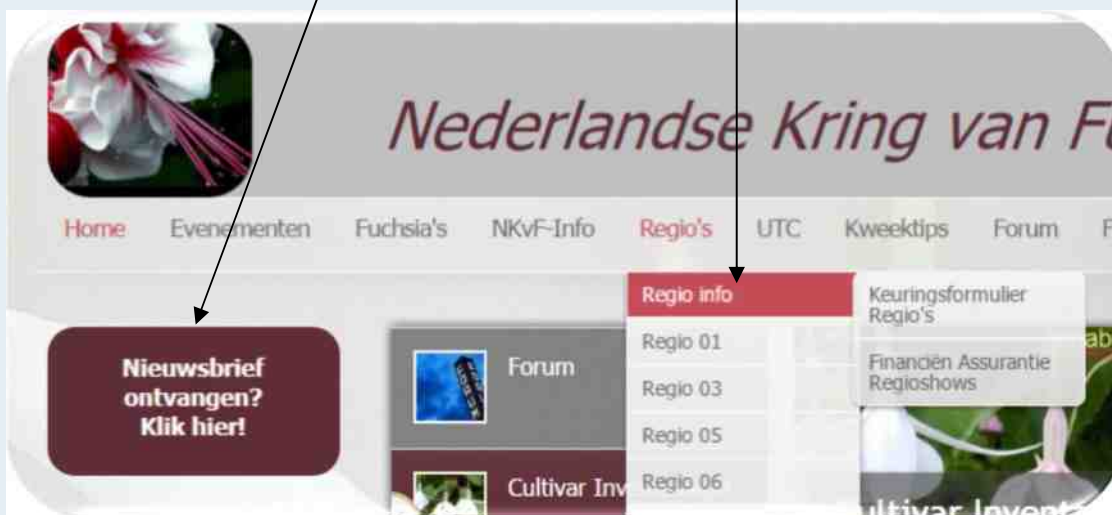 Nederlandse Kring van
Home Evenementen Fuchsia's NKvF-Info Regio's UTC Kweektips Forum
Regio info
Keuringsformulier
Regio's
Financiën Assurantie
Regioshows
Regio 01
Regio 03
Regio 05
Regio 06
Nieuwsbrief
ontvangen?
Klik hier!
Forum
Cultivar Inv